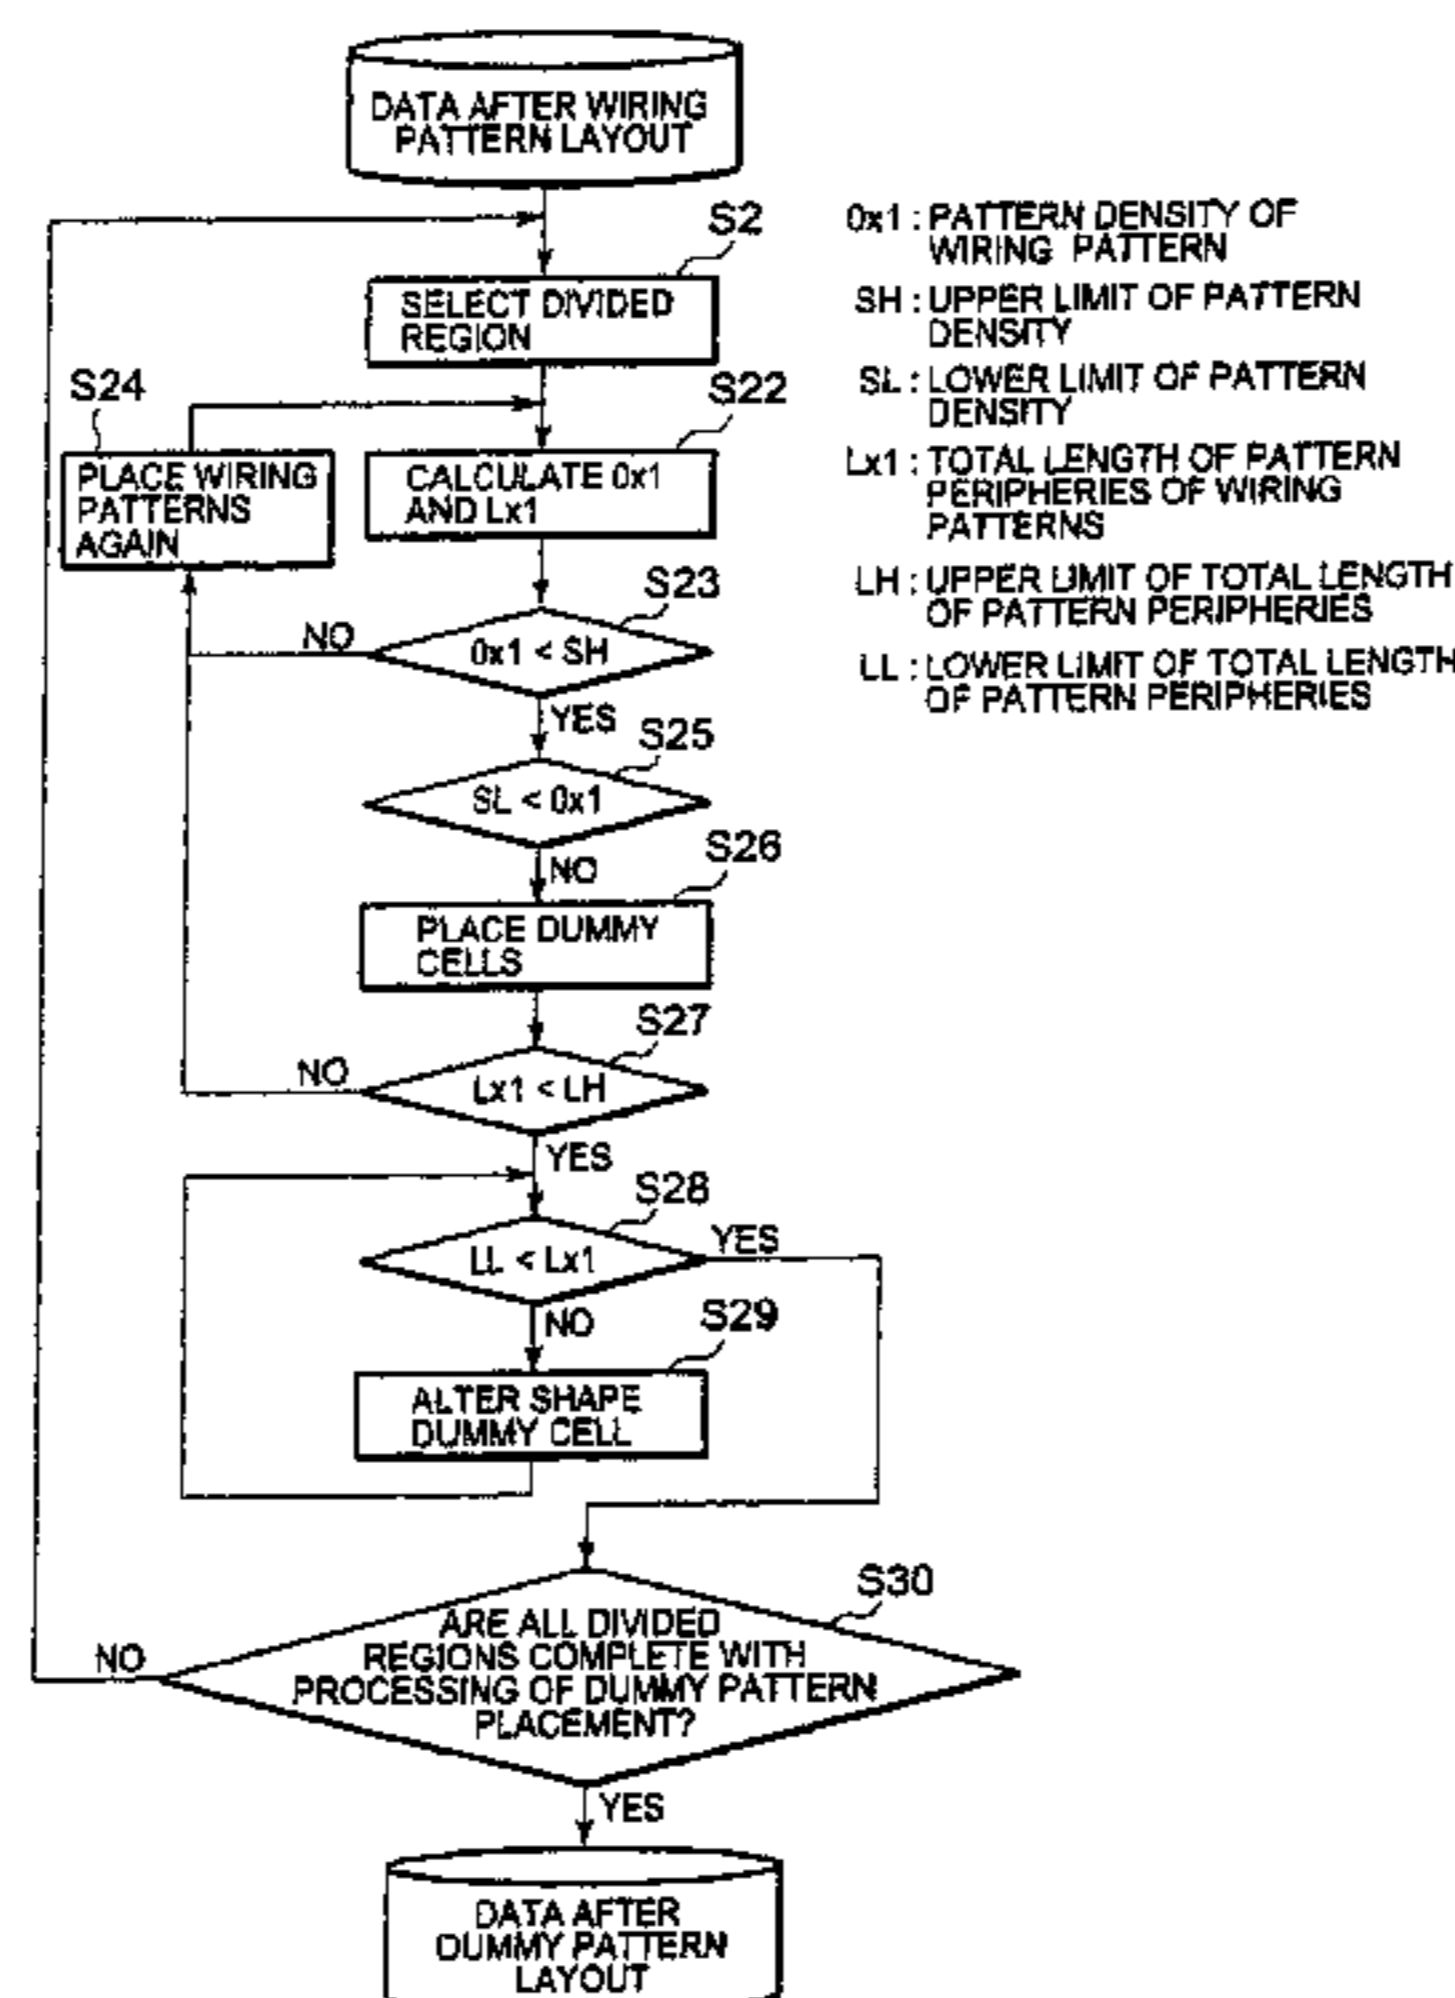 DATA AFTER WIRING
PATTERN LAYOUT
S2
SELECT DIVIDED
REGION
S24
PLACE WIRING
PATTERNS
AGAIN
S22
CALCULATE 0x1
AND Lx1
S23
NO
0x1 < SH
YES
S25
SL < 0x1
NO
S26
PLACE DUMMY
CELLS
S27
NO
Lx1 < LH
YES
S28
LL < Lx1
YES
NO
S29
ALTER SHAPE
DUMMY CELL
S30
NO
ARE ALL DIVIDED
REGIONS COMPLETE WITH
PROCESSING OF DUMMY PATTERN
PLACEMENT?
YES
DATA AFTER
DUMMY PATTERN
LAYOUT
0x1 : PATTERN DENSITY OF
WIRING PATTERN
SH : UPPER LIMIT OF PATTERN
DENSITY
SL : LOWER LIMIT OF PATTERN
DENSITY
Lx1 : TOTAL LENGTH OF PATTERN
PERIPHERIES OF WIRING
PATTERNS
LH : UPPER LIMIT OF TOTAL LENGTH
OF PATTERN PERIPHERIES
LL : LOWER LIMIT OF TOTAL LENGTH
OF PATTERN PERIPHERIES